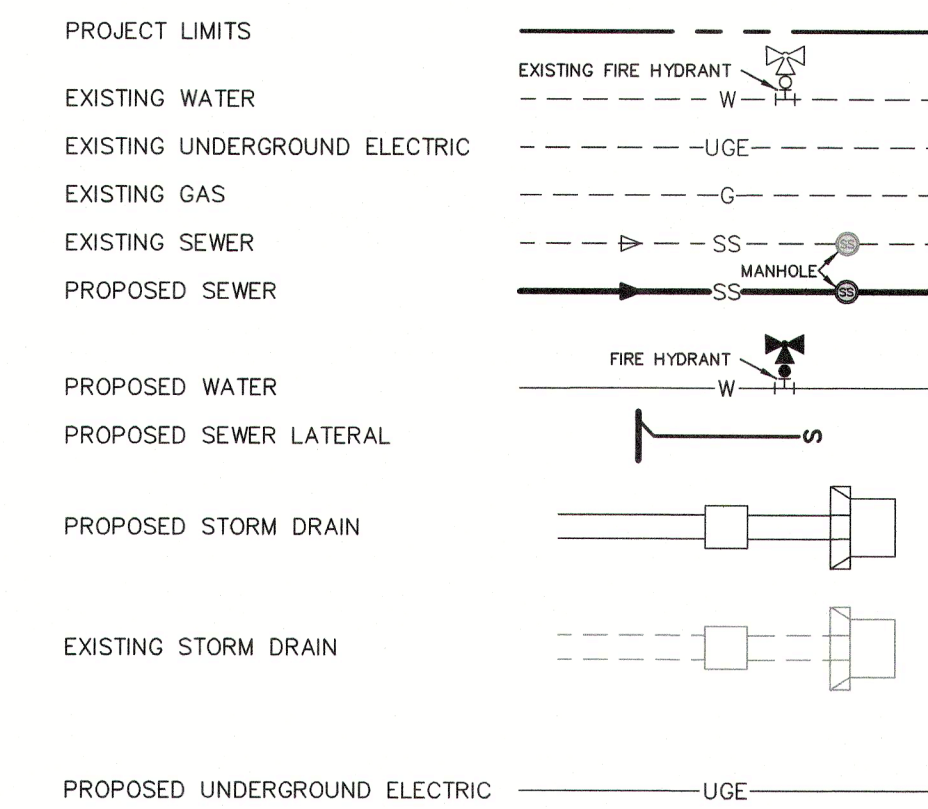 PROJECT LIMITS
EXISTING FIRE HYDRANT
EXISTING WATER W
EXISTING UNDERGROUND ELECTRIC UGE
EXISTING GAS G
EXISTING SEWER SS SS
MANHOLE
PROPOSED SEWER SS SS
FIRE HYDRANT
PROPOSED WATER W
PROPOSED SEWER LATERAL S
PROPOSED STORM DRAIN
EXISTING STORM DRAIN
PROPOSED UNDERGROUND ELECTRIC UGE